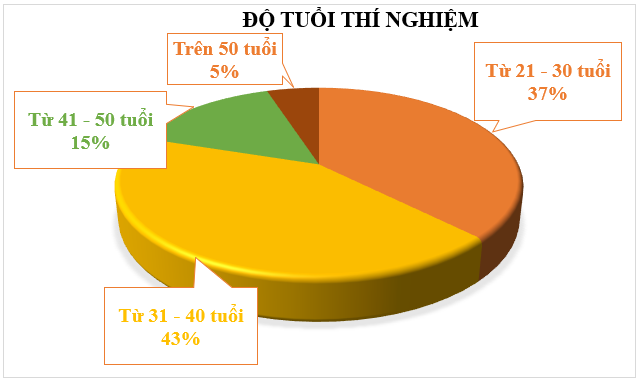 ĐỘ TUỔI THÍ NGHIỆM
Trên 50 tuổi
5%
Từ 21 - 30 tuổi
37%
Từ 41 - 50 tuổi
15%
Từ 31 - 40 tuổi
43%